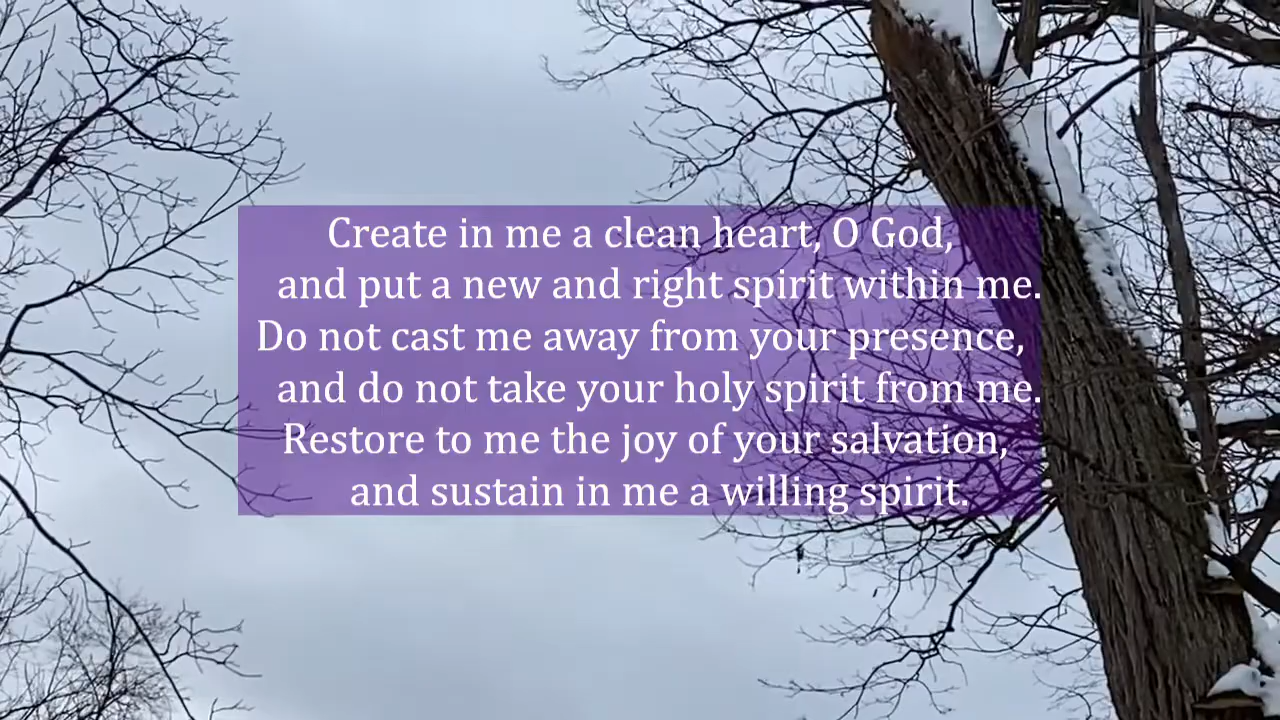 Create in me a clean heart, O God,
and put a new and right spirit within me.
Do not cast me away from your presence,
and do not take your holy spirit from me.
Restore to me the joy of your salvation,
and sustain in me a willing spirit.